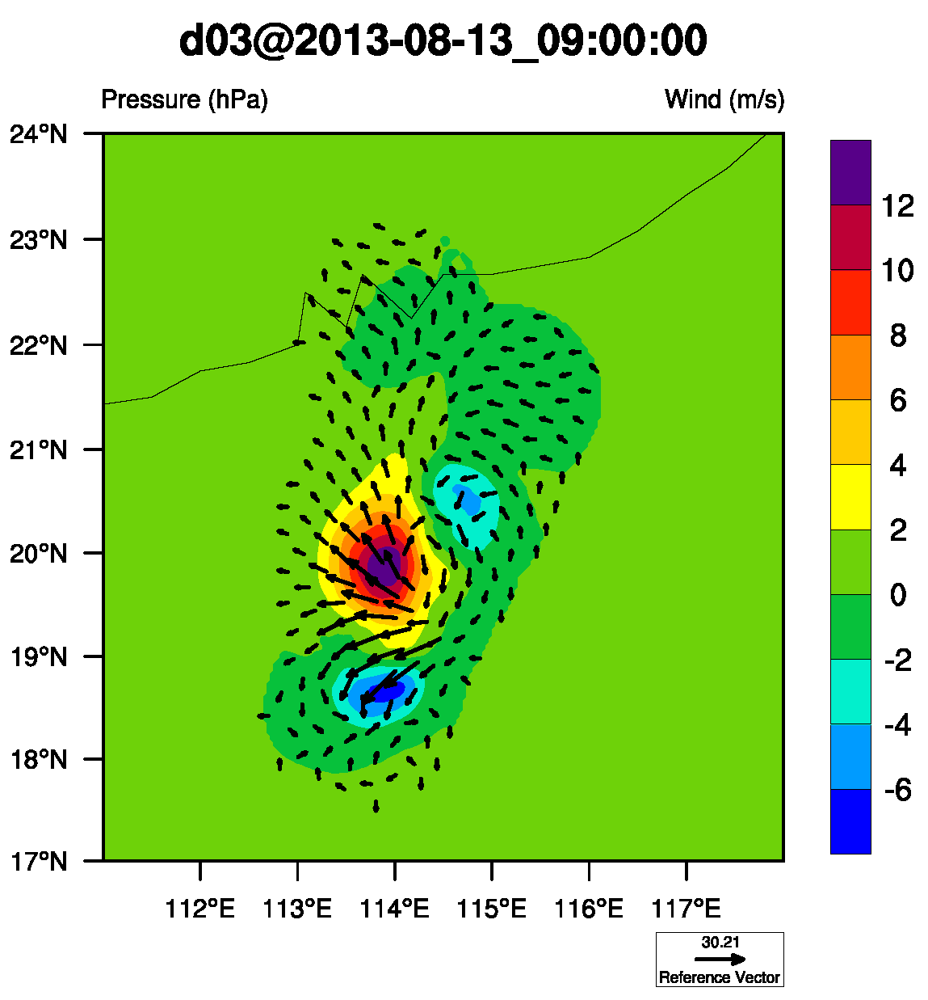 d03@2013-08-13_09:00:00
Pressure (hPa)
Wind (m/s)
24°N
23°N
22°N
21°N
20°N
19°N
18°N
17°N
112°E
113°E
114°E
115°E
116°E
117°E
12
10
8
6
4
2
0
-2
-4
-6
30.21
Reference Vector